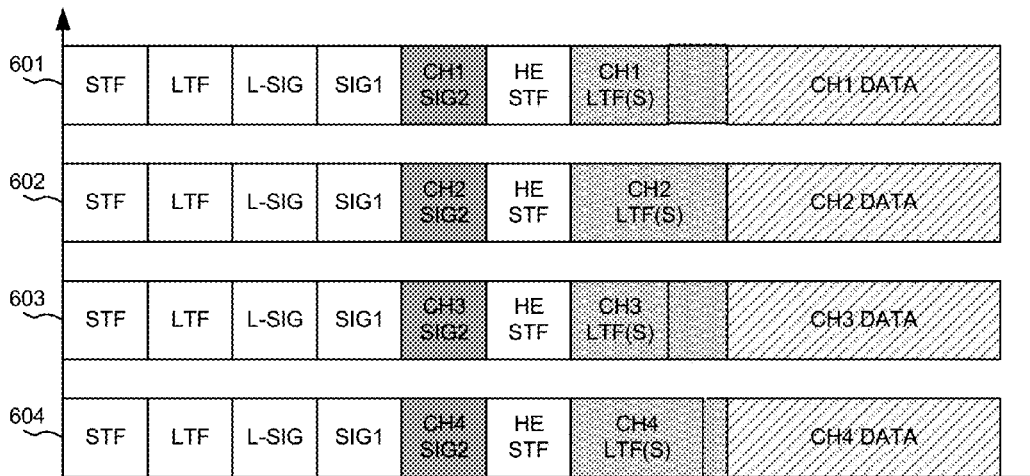 601
STF LTF L-SIG SIG1 CH1 SIG2 HE STF CH1 LTF(S) CH1 DATA
602
STF LTF L-SIG SIG1 CH2 SIG2 HE STF CH2 LTF(S) CH2 DATA
603
STF LTF L-SIG SIG1 CH3 SIG2 HE STF CH3 LTF(S) CH3 DATA
604
STF LTF L-SIG SIG1 CH4 SIG2 HE STF CH4 LTF(S) CH4 DATA